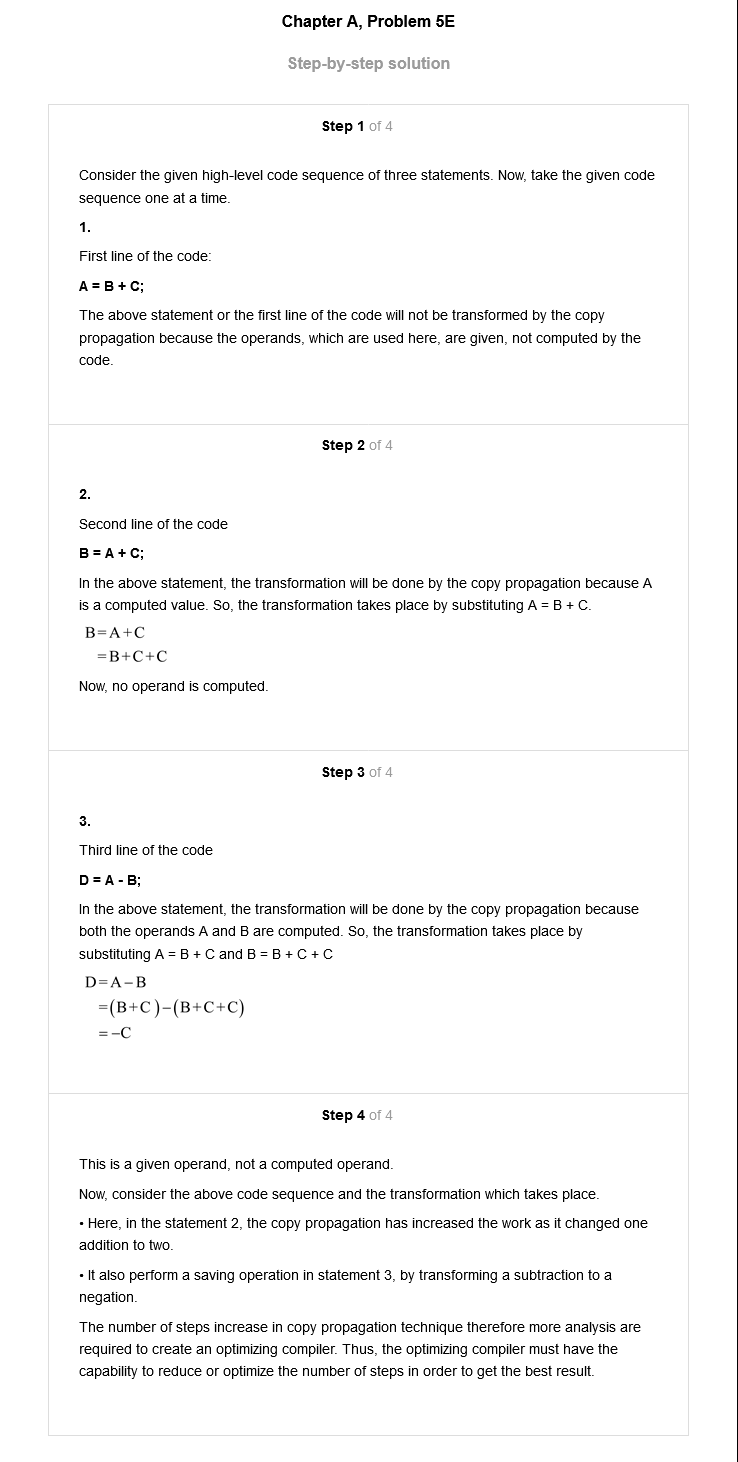 Chapter A, Problem 5E
Step-by-step solution
Step 1 of 4
Consider the given high-level code sequence of three statements. Now, take the given code
sequence one at a time.
1.
First line of the code:
A = B + C;
The above statement or the first line of the code will not be transformed by the copy
propagation because the operands, which are used here, are given, not computed by the
code.
Step 2 of 4
2.
Second line of the code
B = A + C;
In the above statement, the transformation will be done by the copy propagation because A
is a computed value. So, the transformation takes place by substituting A = B + C.
B=A+C
=B+C+C
Now, no operand is computed.
Step 3 of 4
3.
Third line of the code
D = A - B;
In the above statement, the transformation will be done by the copy propagation because
both the operands A and B are computed. So, the transformation takes place by
substituting A = B + C and B = B + C + C
D=A−B
=(B+C)−(B+C+C)
=−C
Step 4 of 4
This is a given operand, not a computed operand.
Now, consider the above code sequence and the transformation which takes place.
• Here, in the statement 2, the copy propagation has increased the work as it changed one
addition to two.
• It also perform a saving operation in statement 3, by transforming a subtraction to a
negation.
The number of steps increase in copy propagation technique therefore more analysis are
required to create an optimizing compiler. Thus, the optimizing compiler must have the
capability to reduce or optimize the number of steps in order to get the best result.